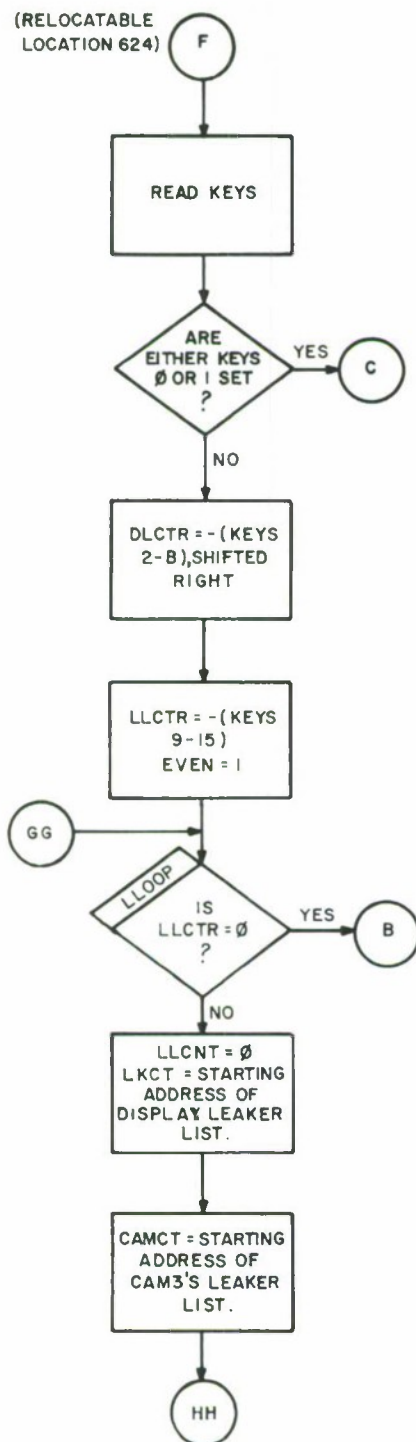 (RELOCATABLE
LOCATION 624)
F
READ KEYS
ARE
EITHER KEYS
Ø OR 1 SET
?
YES
C
NO
DLCTR = -(KEYS
2-8), SHIFTED
RIGHT
LLCTR = -(KEYS
9-15)
EVEN = 1
GG
LLOOP
IS
LLCTR = Ø
?
YES
B
NO
LLCNT = Ø
LKCT = STARTING
ADDRESS OF
DISPLAY LEAKER
LIST.
CAMCT = STARTING
ADDRESS OF
CAM3'S LEAKER
LIST.
HH